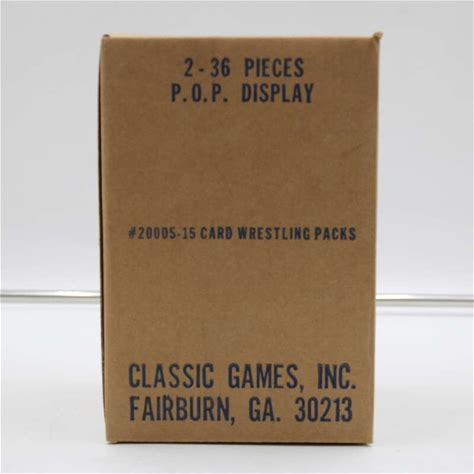 2-36 PIECES
P.O.P. DISPLAY
#20005-15 CARD WRESTLING PACKS
CLASSIC GAMES, INC.
FAIRBURN, GA. 30213